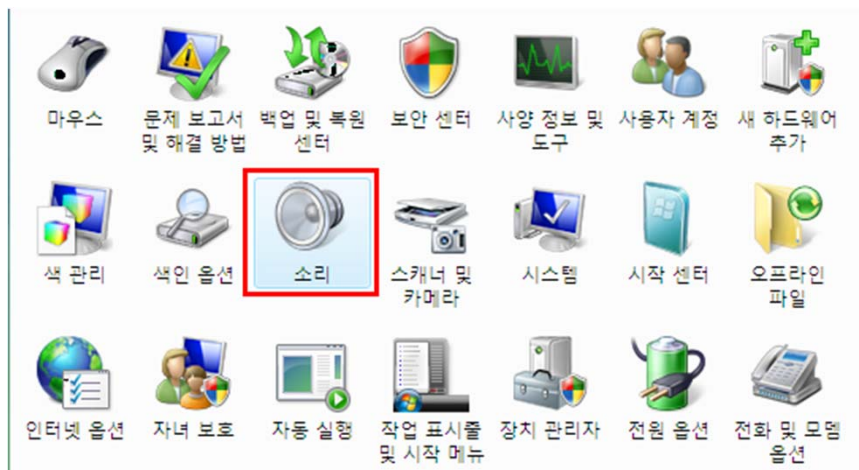 마우스
문제 보고서
및 해결 방법
백업 및 복원
센터
보안 센터
사양 정보 및
도구
사용자 계정
새 하드웨어
추가
색 관리
색인 옵션
소리
스캐너 및
카메라
시스템
시작 센터
오프라인
파일
인터넷 옵션
자녀 보호
자동 실행
작업 표시줄
및 시작 메뉴
장치 관리자
전원 옵션
전화 및 모뎀
옵션